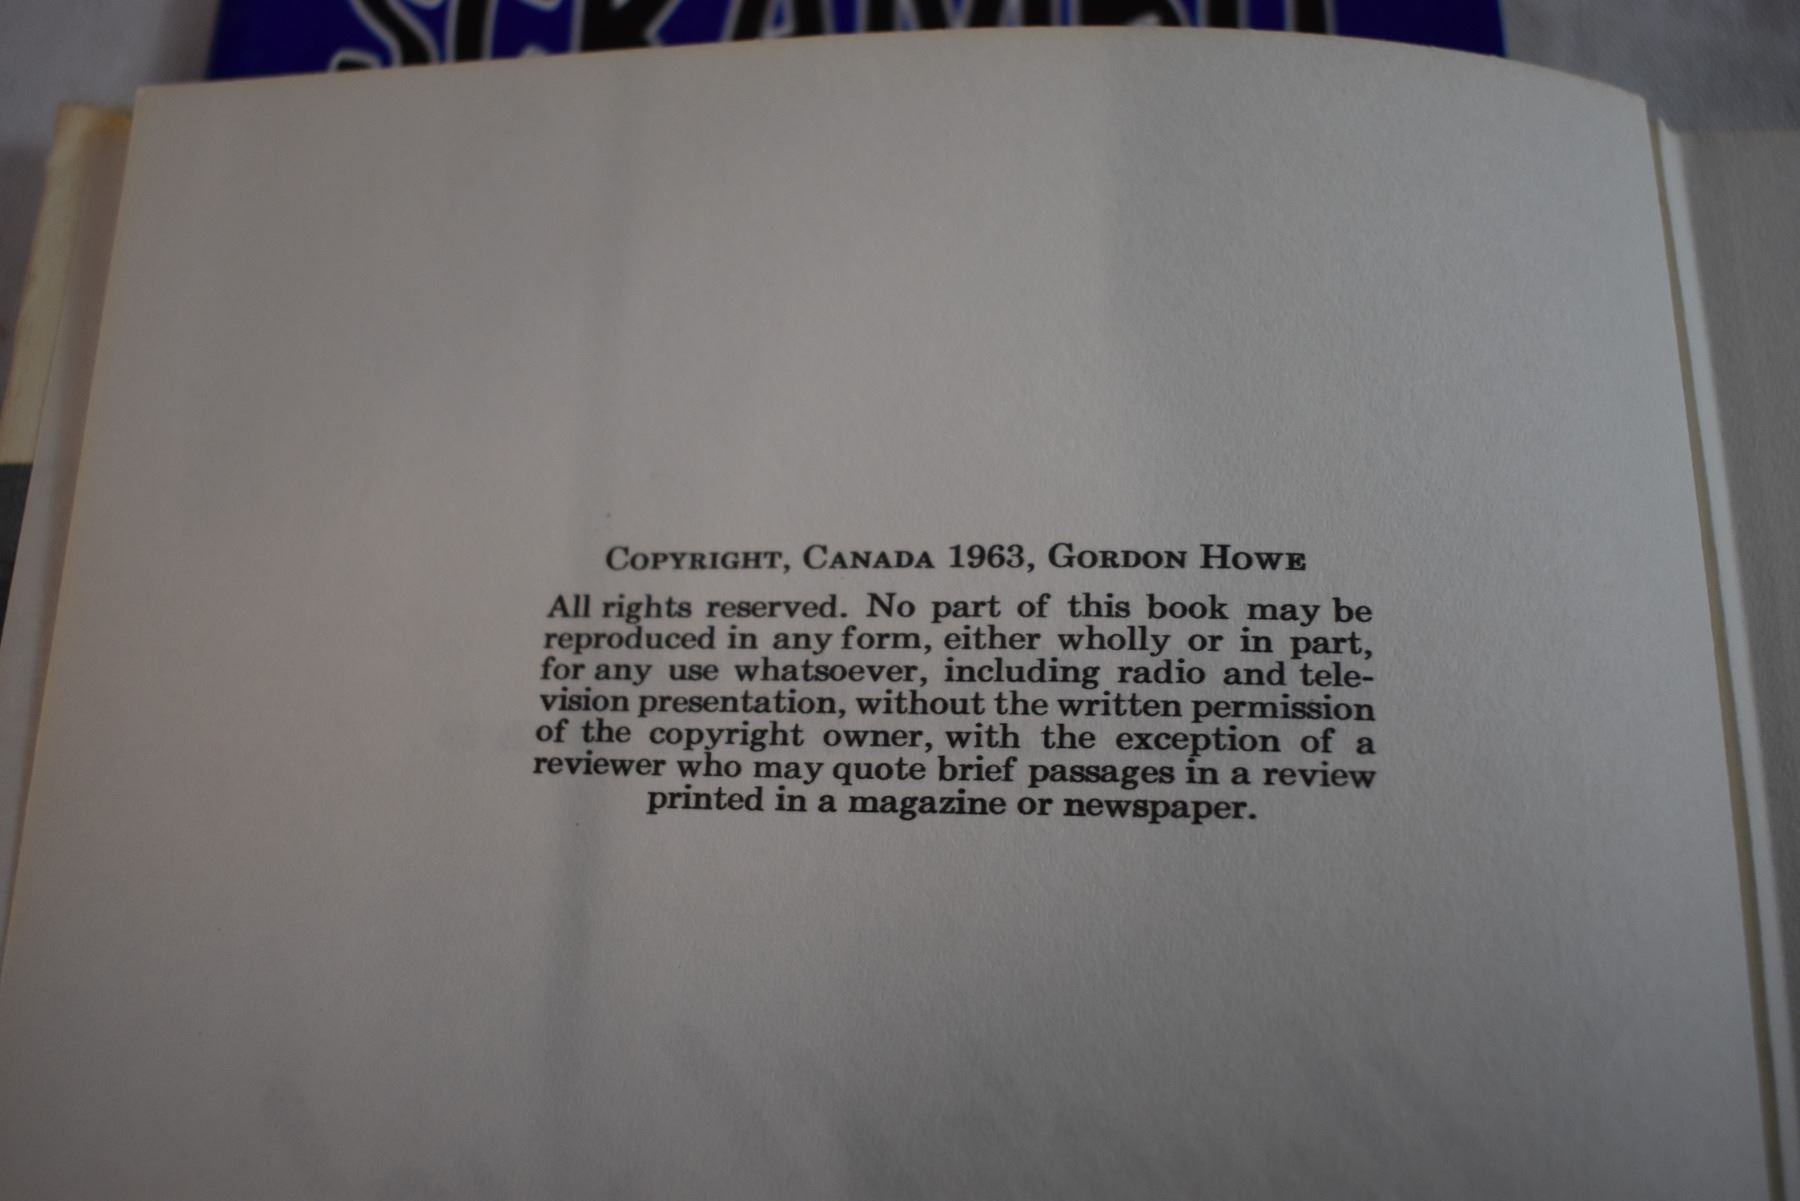 Copyright, Canada 1963, Gordon Howe
All rights reserved. No part of this book may be
reproduced in any form, either wholly or in part,
for any use whatsoever, including radio and tele-
vision presentation, without the written permission
of the copyright owner, with the exception of a
reviewer who may quote brief passages in a review
printed in a magazine or newspaper.